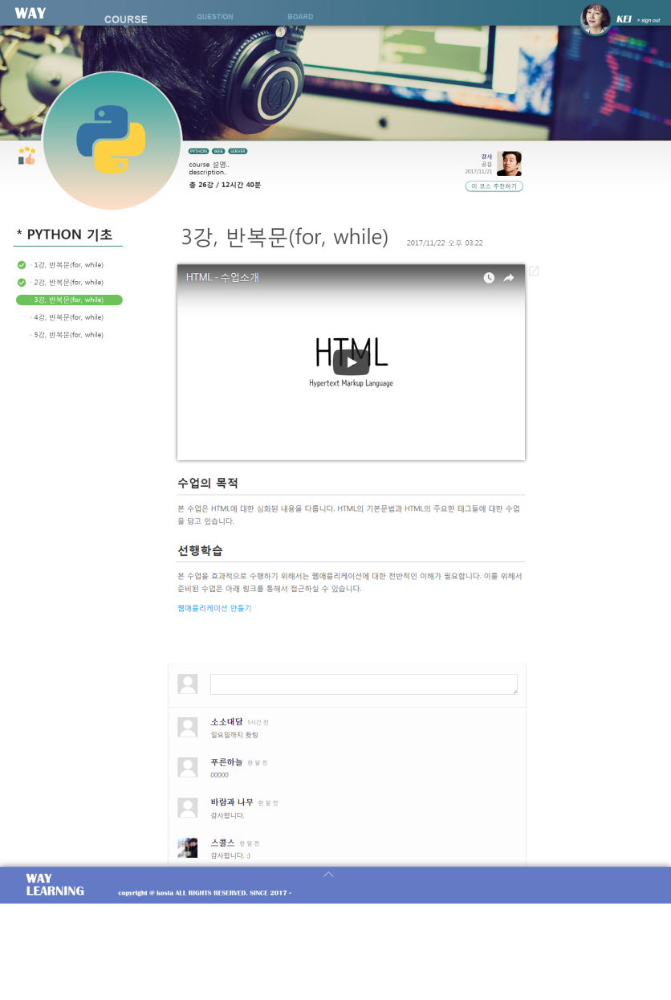 WAY
COURSE
QUESTION
BOARD
KEI > sign out
PYTHON WEB SERVER
course 설명..
description..
총 26강 / 12시간 40분
강사
공유
2017/11/21
이 코스 추천하기
* PYTHON 기초
· 1강, 반복문(for, while)
· 2강, 반복문(for, while)
· 3강, 반복문(for, while)
· 4강, 반복문(for, while)
· 5강, 반복문(for, while)
3강, 반복문(for, while) 2017/11/22 오후 03:22
HTML - 수업소개
HTML
Hypertext Markup Language
수업의 목적
본 수업은 HTML에 대한 심화된 내용을 다룹니다. HTML의 기본문법과 HTML의 주요한 태그들에 대한 수업
을 담고 있습니다.
선행학습
본 수업을 효과적으로 수행하기 위해서는 웹애플리케이션에 대한 전반적인 이해가 필요합니다. 이를 위해서
준비된 수업은 아래 링크를 통해서 접근하실 수 있습니다.
웹애플리케이션 만들기
소소대담 5시간 전
일요일까지 홧팅
푸른하늘 한 달 전
00000
바람과 나무 한 달 전
감사합니다.
스콜스 한 달 전
감사합니다. :)
WAY
LEARNING
copyright @ kosta ALL RIGHTS RESERVED. SINCE 2017 -